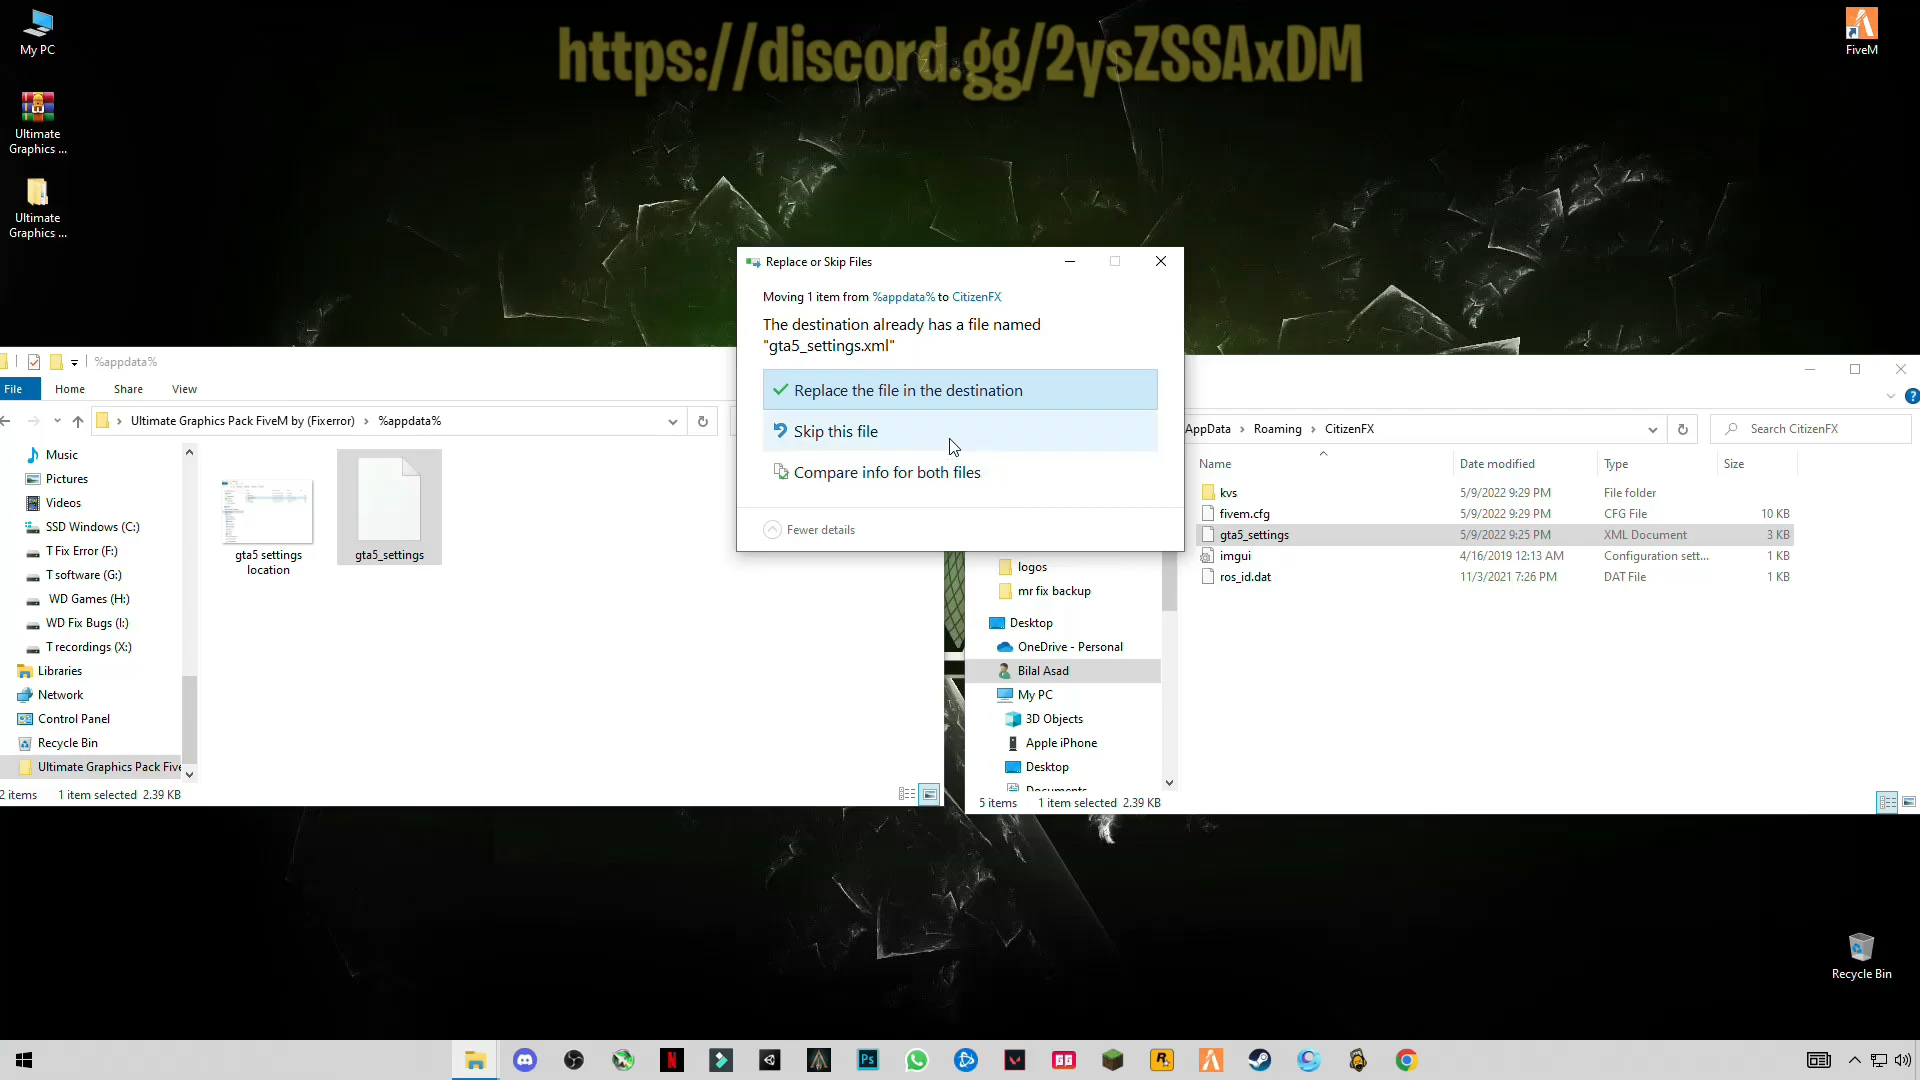 https://discord.gg/2ysZSSAxDM
My PC
Ultimate
Graphics ...
Ultimate
Graphics ...
FiveM
Recycle Bin
%appdata%
File
Home
Share
View
Ultimate Graphics Pack FiveM by (Fixerror)
%appdata%
Music
Pictures
Videos
SSD Windows (C:)
T Fix Error (F:)
T software (G:)
WD Games (H:)
WD Fix Bugs (I:)
T recordings (X:)
Libraries
Network
Control Panel
Recycle Bin
Ultimate Graphics Pack Five
gta5 settings
location
gta5_settings
2 items
1 item selected 2.39 KB
Replace or Skip Files
Moving 1 item from %appdata% to CitizenFX
The destination already has a file named
"gta5_settings.xml"
Replace the file in the destination
Skip this file
Compare info for both files
Fewer details
AppData
Roaming
CitizenFX
Search CitizenFX
Name
Date modified
Type
Size
kvs
5/9/2022 9:29 PM
File folder
fivem.cfg
5/9/2022 9:29 PM
CFG File
10 KB
gta5_settings
5/9/2022 9:25 PM
XML Document
3 KB
imgui
4/16/2019 12:13 AM
Configuration sett...
1 KB
ros_id.dat
11/3/2021 7:26 PM
DAT File
1 KB
logos
mr fix backup
Desktop
OneDrive - Personal
Bilal Asad
My PC
3D Objects
Apple iPhone
Desktop
Documents
5 items
1 item selected 2.39 KB